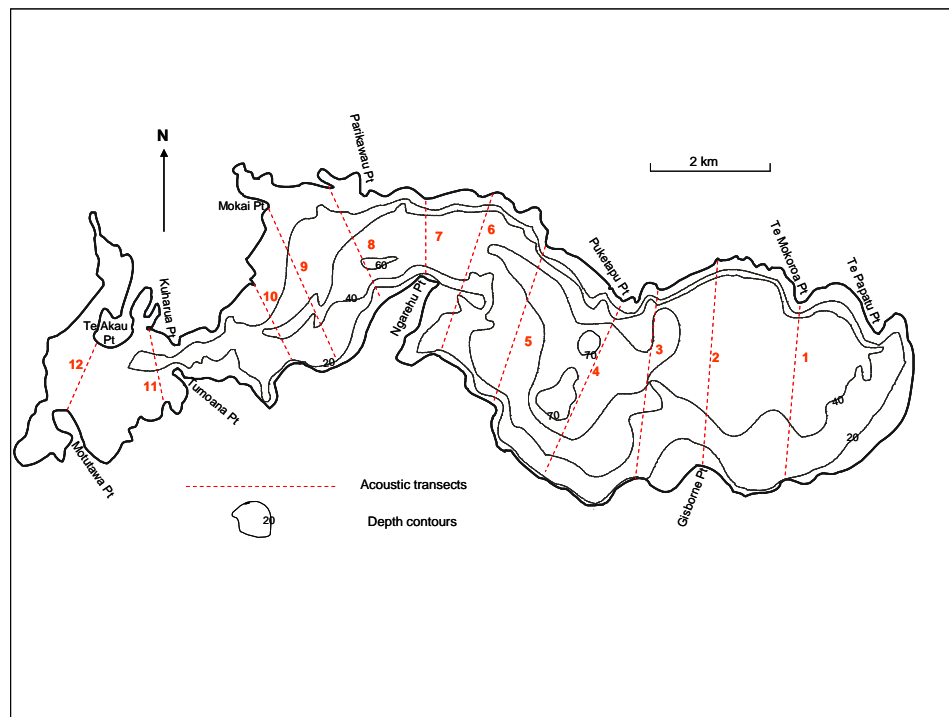 N
2 km
Parikawau Pt
Mokai Pt
Te Akau
Pt
Kuharua Pt
Tumoana Pt
Motutawa Pt
Ngarehu Pt
Puketapu Pt
Te Mokoroa Pt
Te Papatu Pt
Gisborne Pt
12
11
10
9
8
7
6
5
4
3
2
1
60
40
20
70
70
40
20
Acoustic transects
20
Depth contours